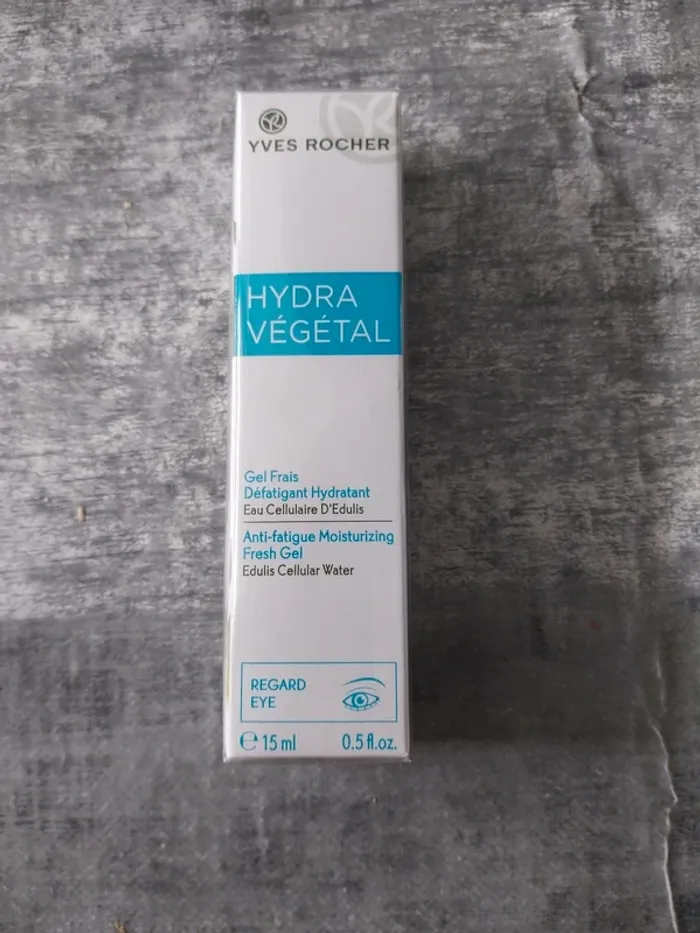 YVES ROCHER
HYDRA
VÉGÉTAL
Gel Frais
Défatigant Hydratant
Eau Cellulaire D'Edulis
Anti-fatigue Moisturizing
Fresh Gel
Edulis Cellular Water
REGARD
EYE
℮ 15 ml 0.5 fl.oz.